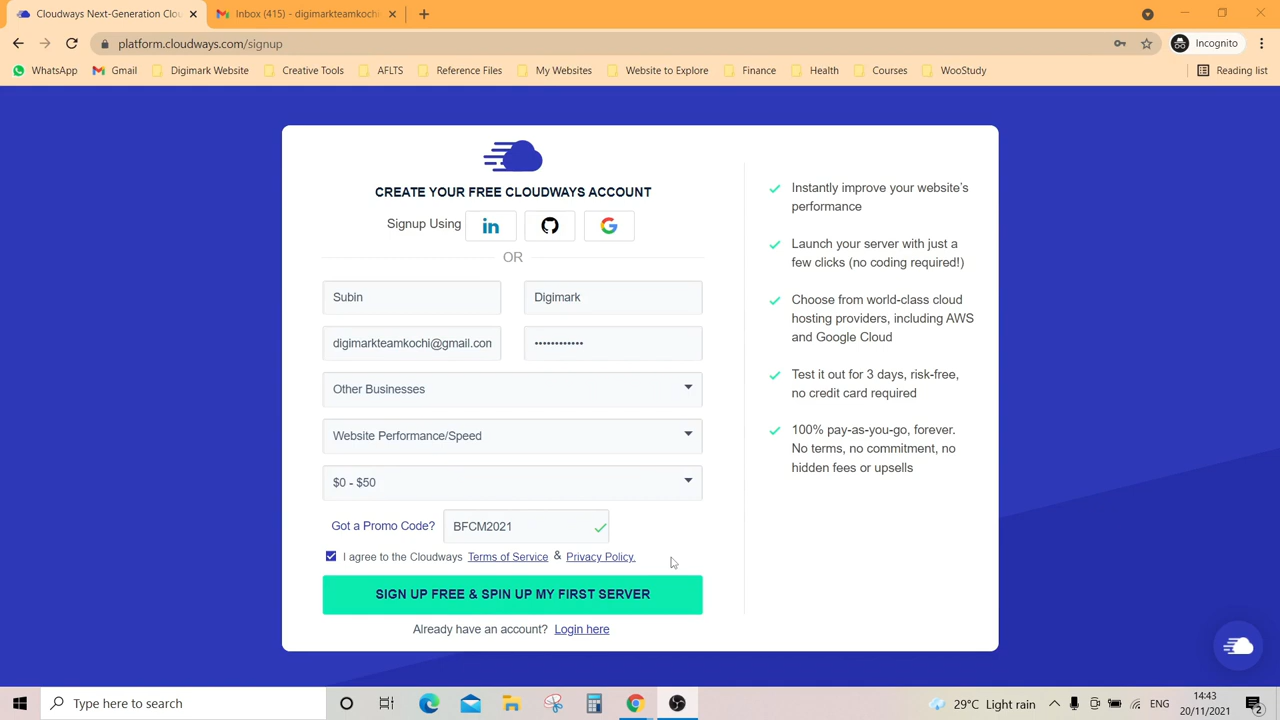 Cloudways Next-Generation Clou
Inbox (415) - digimarkteamkochi
platform.cloudways.com/signup
Incognito
WhatsApp
Gmail
Digimark Website
Creative Tools
AFLTS
Reference Files
My Websites
Website to Explore
Finance
Health
Courses
WooStudy
Reading list
CREATE YOUR FREE CLOUDWAYS ACCOUNT
Signup Using
in
OR
Subin
Digimark
digimarkteamkochi@gmail.con
••••••••••••
Other Businesses
Website Performance/Speed
$0 - $50
Got a Promo Code?
BFCM2021
I agree to the Cloudways Terms of Service & Privacy Policy.
SIGN UP FREE & SPIN UP MY FIRST SERVER
Already have an account? Login here
Instantly improve your website's
performance
Launch your server with just a
few clicks (no coding required!)
Choose from world-class cloud
hosting providers, including AWS
and Google Cloud
Test it out for 3 days, risk-free,
no credit card required
100% pay-as-you-go, forever.
No terms, no commitment, no
hidden fees or upsells
Type here to search
29°C Light rain
ENG
14:43
20/11/2021
2